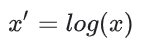 x′ = log(x)